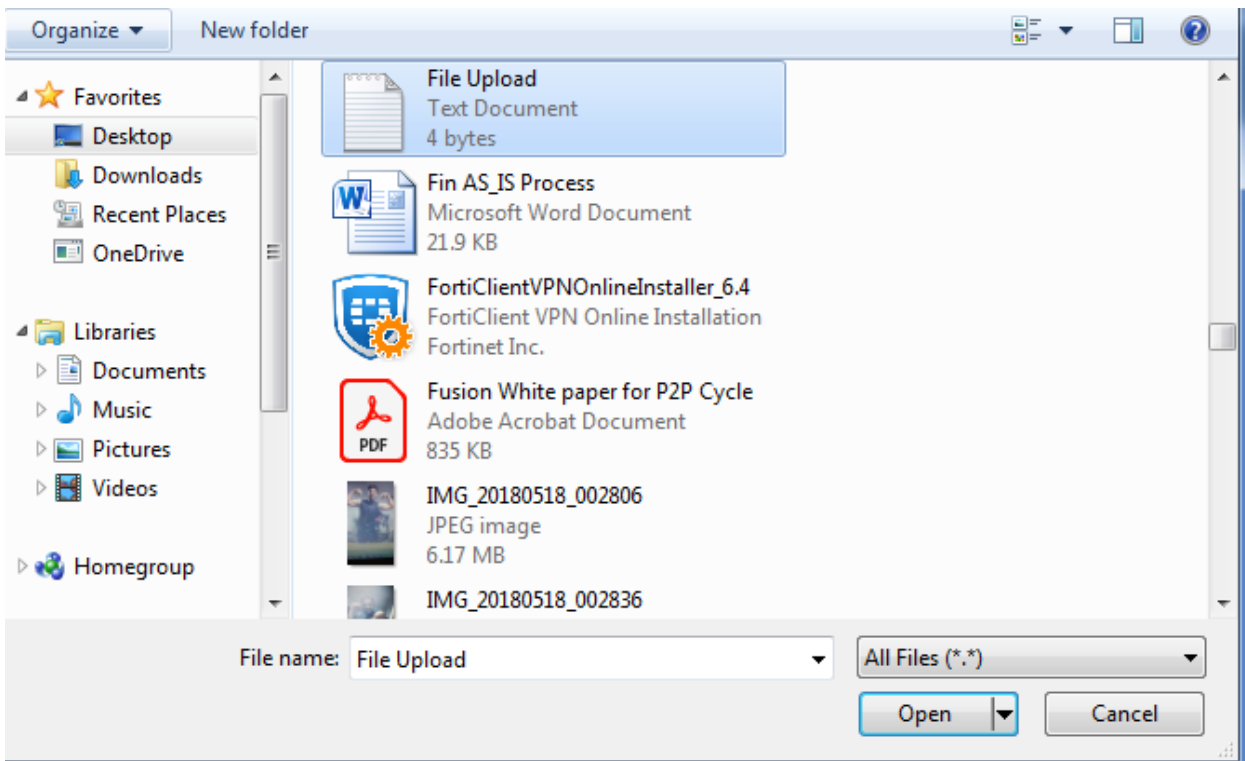 Organize
New folder
Favorites
Desktop
Downloads
Recent Places
OneDrive
Libraries
Documents
Music
Pictures
Videos
Homegroup
File Upload
Text Document
4 bytes
Fin AS_IS Process
Microsoft Word Document
21.9 KB
FortiClientVPNOnlineInstaller_6.4
FortiClient VPN Online Installation
Fortinet Inc.
Fusion White paper for P2P Cycle
Adobe Acrobat Document
835 KB
PDF
IMG_20180518_002806
JPEG image
6.17 MB
IMG_20180518_002836
File name: File Upload
All Files (*.*)
Open
Cancel